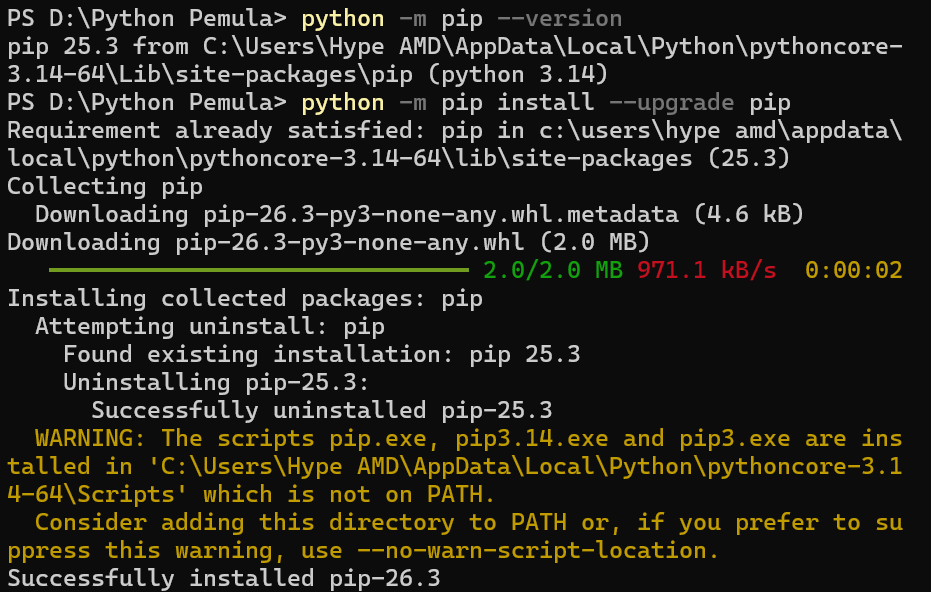 PS D:\Python Pemula> python -m pip --version
pip 25.3 from C:\Users\Hype AMD\AppData\Local\Python\pythoncore-
3.14-64\Lib\site-packages\pip (python 3.14)
PS D:\Python Pemula> python -m pip install --upgrade pip
Requirement already satisfied: pip in c:\users\hype amd\appdata\
local\python\pythoncore-3.14-64\lib\site-packages (25.3)
Collecting pip
  Downloading pip-26.3-py3-none-any.whl.metadata (4.6 kB)
Downloading pip-26.3-py3-none-any.whl (2.0 MB)
2.0/2.0 MB 971.1 kB/s  0:00:02
Installing collected packages: pip
  Attempting uninstall: pip
    Found existing installation: pip 25.3
    Uninstalling pip-25.3:
      Successfully uninstalled pip-25.3
  WARNING: The scripts pip.exe, pip3.14.exe and pip3.exe are ins
talled in 'C:\Users\Hype AMD\AppData\Local\Python\pythoncore-3.1
4-64\Scripts' which is not on PATH.
  Consider adding this directory to PATH or, if you prefer to su
ppress this warning, use --no-warn-script-location.
Successfully installed pip-26.3